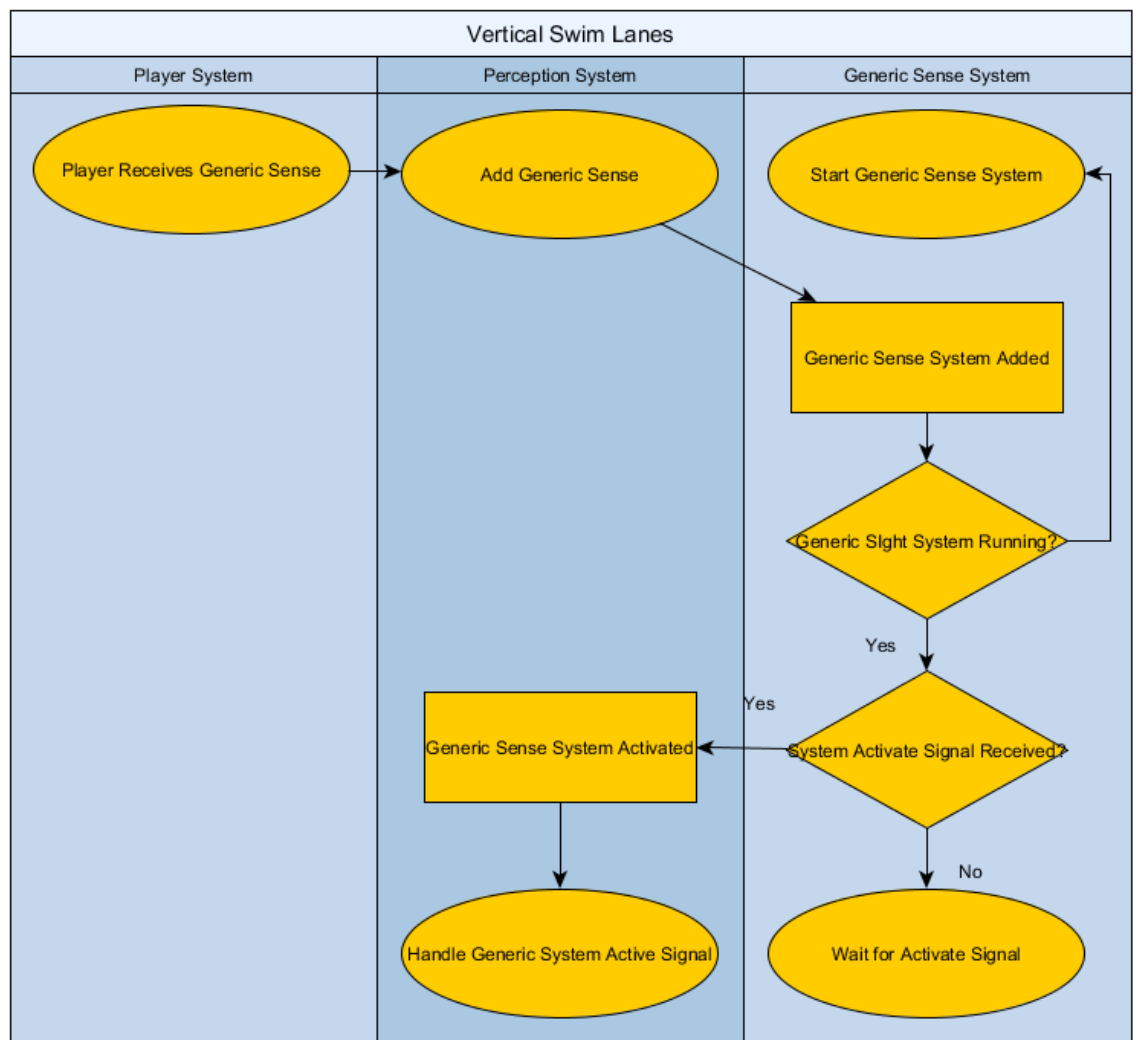 Vertical Swim Lanes
Player System
Perception System
Generic Sense System
Player Receives Generic Sense
Add Generic Sense
Start Generic Sense System
Generic Sense System Added
Generic SIght System Running?
Yes
Yes
Generic Sense System Activated
System Activate Signal Received?
No
Handle Generic System Active Signal
Wait for Activate Signal